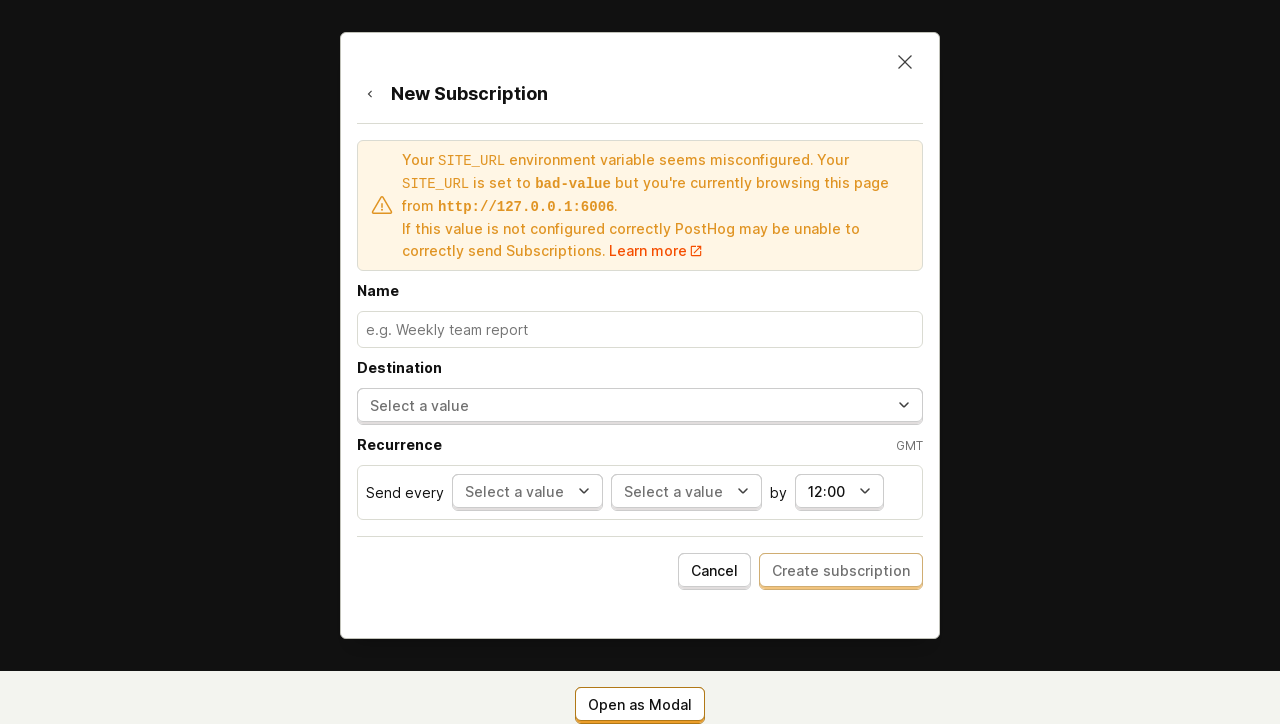 New Subscription
Your SITE_URL environment variable seems misconfigured. Your
SITE_URL is set to bad-value but you're currently browsing this page
from http://127.0.0.1:6006.
If this value is not configured correctly PostHog may be unable to
correctly send Subscriptions. Learn more
Name
e.g. Weekly team report
Destination
Select a value
Recurrence GMT
Send every Select a value Select a value by 12:00
Cancel Create subscription
Open as Modal